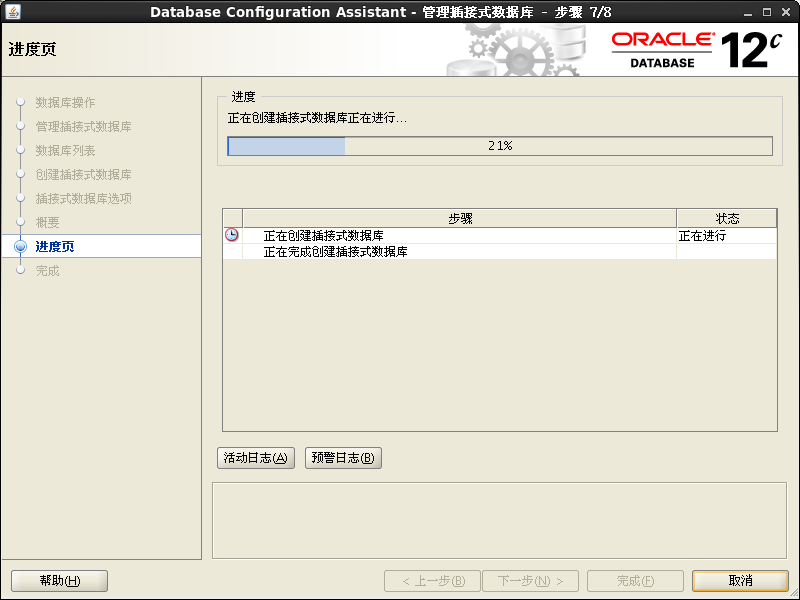 Database Configuration Assistant - 管理插接式数据库 - 步骤 7/8
进度页
ORACLE
DATABASE
12c
数据库操作
管理插接式数据库
数据库列表
创建插接式数据库
插接式数据库选项
概要
进度页
完成
进度
正在创建插接式数据库正在进行...
21%
步骤 状态
正在创建插接式数据库 正在进行
正在完成创建插接式数据库
活动日志(A) 预警日志(B)
帮助(H) < 上一步(B) 下一步(N) > 完成(F) 取消